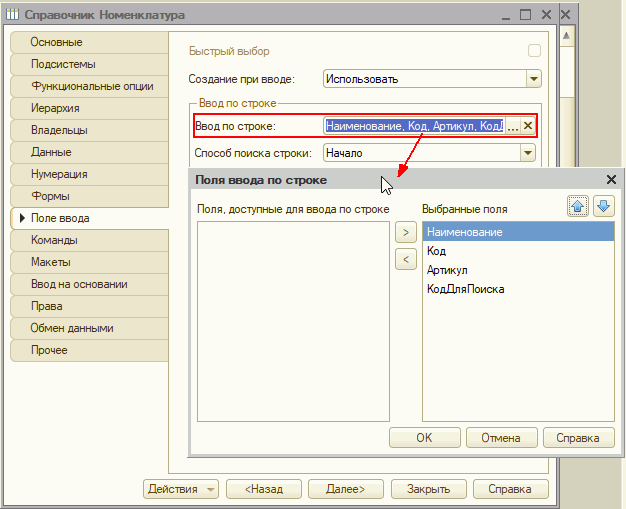 Справочник Номенклатура
Основные
Подсистемы
Функциональные опции
Иерархия
Владельцы
Данные
Нумерация
Формы
Поле ввода
Команды
Макеты
Ввод на основании
Права
Обмен данными
Прочее
Быстрый выбор
Создание при вводе: Использовать
Ввод по строке
Ввод по строке: Наименование, Код, Артикул, КодД ...
Способ поиска строки: Начало
Поля ввода по строке
Поля, доступные для ввода по строке
Выбранные поля
>
<
Наименование
Код
Артикул
КодДляПоиска
OK Отмена Справка
Действия <Назад Далее> Закрыть Справка